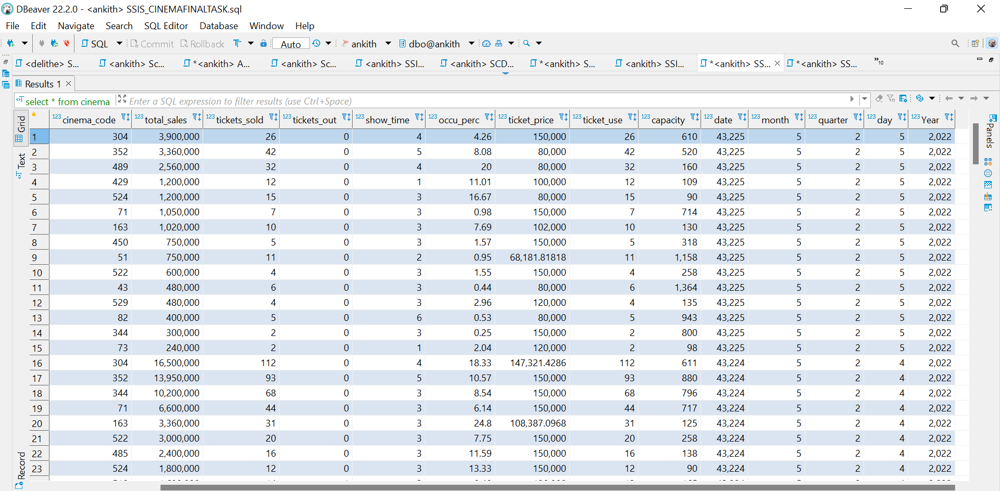 DBeaver 22.2.0 - <ankith> SSIS_CINEMAFINALTASK.sql
File Edit Navigate Search SQL Editor Database Window Help
SQL Commit Rollback Auto ankith dbo@ankith
<delithe> S... <ankith> Sc... *<ankith> A... <ankith> Sc... <ankith> SSI... <ankith> SCD... *<ankith> S... <ankith> SSI... *<ankith> SS... *<ankith> SS... »10
Results 1
select * from cinema Enter a SQL expression to filter results (use Ctrl+Space)
Grid
Text
Record
Panels
123 cinema_code 123 total_sales 123 tickets_sold 123 tickets_out 123 show_time 123 occu_perc 123 ticket_price 123 ticket_use 123 capacity 123 date 123 month 123 quarter 123 day 123 Year
1 304 3,900,000 26 0 4 4.26 150,000 26 610 43,225 5 2 5 2,022
2 352 3,360,000 42 0 5 8.08 80,000 42 520 43,225 5 2 5 2,022
3 489 2,560,000 32 0 4 20 80,000 32 160 43,225 5 2 5 2,022
4 429 1,200,000 12 0 1 11.01 100,000 12 109 43,225 5 2 5 2,022
5 524 1,200,000 15 0 3 16.67 80,000 15 90 43,225 5 2 5 2,022
6 71 1,050,000 7 0 3 0.98 150,000 7 714 43,225 5 2 5 2,022
7 163 1,020,000 10 0 3 7.69 102,000 10 130 43,225 5 2 5 2,022
8 450 750,000 5 0 3 1.57 150,000 5 318 43,225 5 2 5 2,022
9 51 750,000 11 0 2 0.95 68,181.81818 11 1,158 43,225 5 2 5 2,022
10 522 600,000 4 0 3 1.55 150,000 4 258 43,225 5 2 5 2,022
11 43 480,000 6 0 3 0.44 80,000 6 1,364 43,225 5 2 5 2,022
12 529 480,000 4 0 3 2.96 120,000 4 135 43,225 5 2 5 2,022
13 82 400,000 5 0 6 0.53 80,000 5 943 43,225 5 2 5 2,022
14 344 300,000 2 0 3 0.25 150,000 2 800 43,225 5 2 5 2,022
15 73 240,000 2 0 1 2.04 120,000 2 98 43,225 5 2 5 2,022
16 304 16,500,000 112 0 4 18.33 147,321.4286 112 611 43,224 5 2 4 2,022
17 352 13,950,000 93 0 5 10.57 150,000 93 880 43,224 5 2 4 2,022
18 344 10,200,000 68 0 3 8.54 150,000 68 796 43,224 5 2 4 2,022
19 71 6,600,000 44 0 3 6.14 150,000 44 717 43,224 5 2 4 2,022
20 163 3,360,000 31 0 3 24.8 108,387.0968 31 125 43,224 5 2 4 2,022
21 522 3,000,000 20 0 3 7.75 150,000 20 258 43,224 5 2 4 2,022
22 485 2,400,000 16 0 3 11.59 150,000 16 138 43,224 5 2 4 2,022
23 524 1,800,000 12 0 3 13.33 150,000 12 90 43,224 5 2 4 2,022